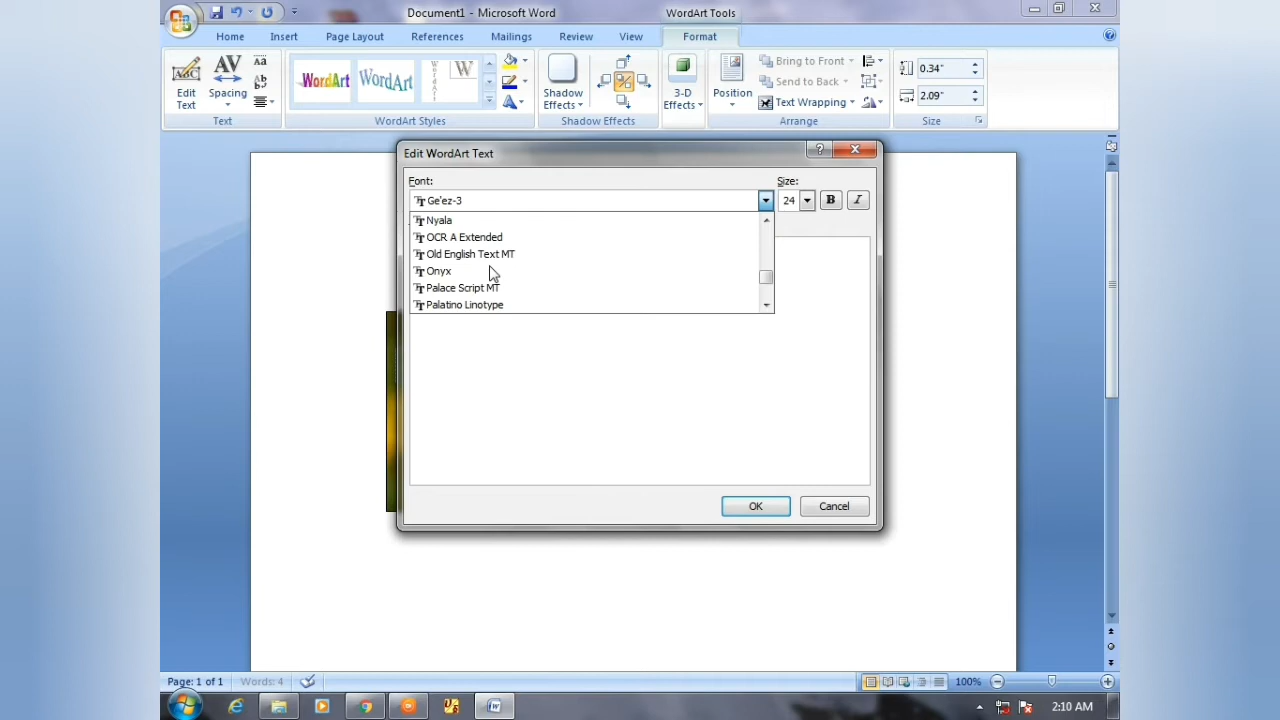 Document1 - Microsoft Word
WordArt Tools
Home
Insert
Page Layout
References
Mailings
Review
View
Format
Edit
Text
Spacing
Text
WordArt
WordArt
WordArt
W
WordArt Styles
Shadow
Effects
Shadow Effects
3-D
Effects
Position
Bring to Front
Send to Back
Text Wrapping
Arrange
0.34"
2.09"
Size
Edit WordArt Text
Font:
Size:
Ge'ez-3
24
B
I
Nyala
OCR A Extended
Old English Text MT
Onyx
Palace Script MT
Palatino Linotype
OK
Cancel
Page: 1 of 1
Words: 4
100%
2:10 AM